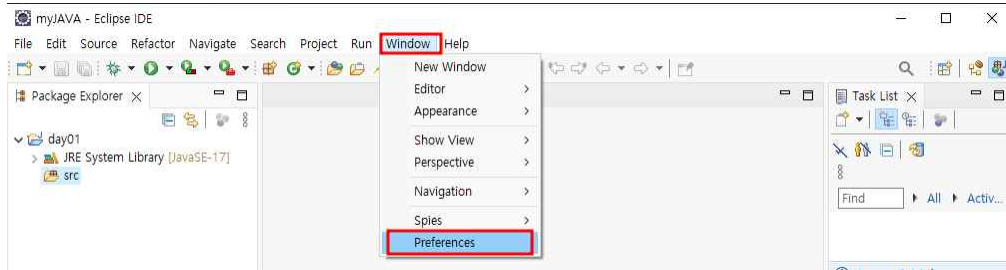 myJAVA - Eclipse IDE
File Edit Source Refactor Navigate Search Project Run Window Help
New Window
Editor
Appearance
Show View
Perspective
Navigation
Spies
Preferences
Package Explorer
day01
JRE System Library [JavaSE-17]
src
Task List
Find All Activ...